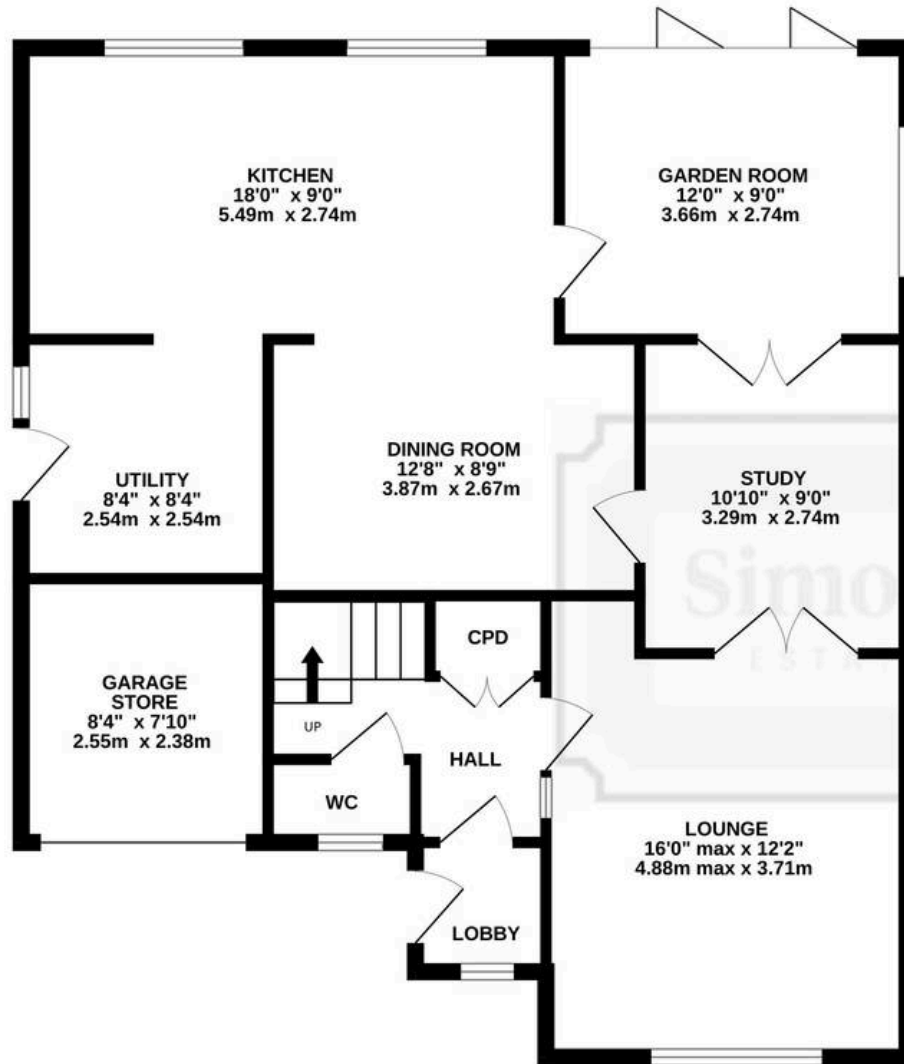 KITCHEN
18'0" x 9'0"
5.49m x 2.74m
GARDEN ROOM
12'0" x 9'0"
3.66m x 2.74m
UTILITY
8'4" x 8'4"
2.54m x 2.54m
DINING ROOM
12'8" x 8'9"
3.87m x 2.67m
STUDY
10'10" x 9'0"
3.29m x 2.74m
Simo
ESTA
GARAGE
STORE
8'4" x 7'10"
2.55m x 2.38m
CPD
UP
HALL
WC
LOUNGE
16'0" max x 12'2"
4.88m max x 3.71m
LOBBY